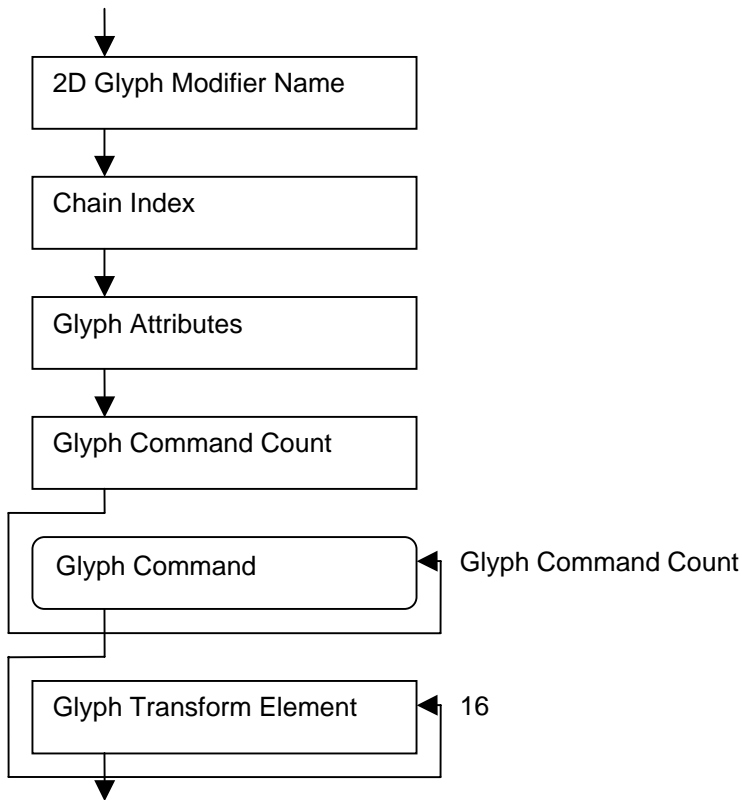 2D Glyph Modifier Name
Chain Index
Glyph Attributes
Glyph Command Count
Glyph Command
Glyph Command Count
Glyph Transform Element
16